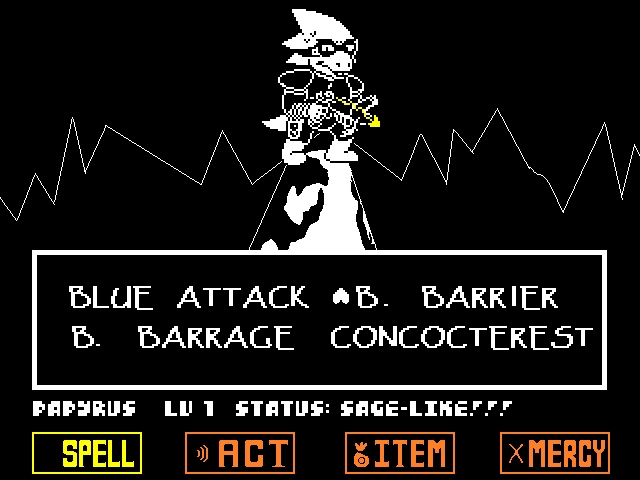 BLUE ATTACK B. BARRIER
B. BARRAGE CONCOCTEREST
PAPYRUS LV 1 STATUS: SAGE-LIKE!!!
SPELL ACT ITEM MERCY